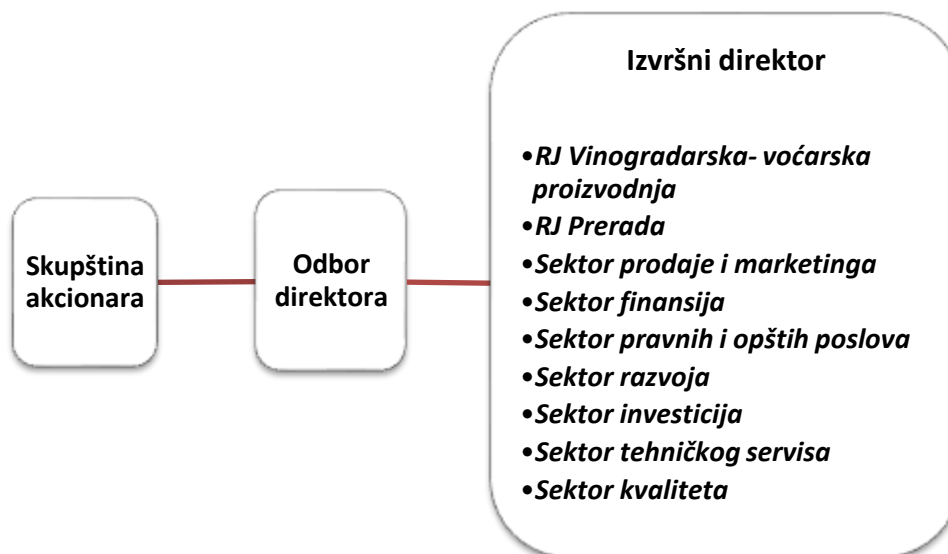 Skupština
akcionara
Odbor
direktora
Izvršni direktor
•RJ Vinogradarska- voćarska
proizvodnja
•RJ Prerada
•Sektor prodaje i marketinga
•Sektor finansija
•Sektor pravnih i opštih poslova
•Sektor razvoja
•Sektor investicija
•Sektor tehničkog servisa
•Sektor kvaliteta